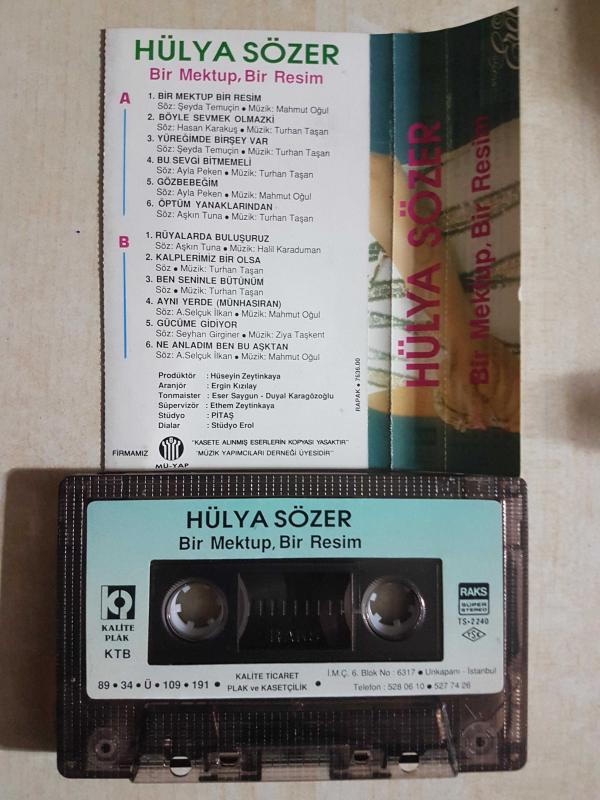 HÜLYA SÖZER
Bir Mektup, Bir Resim
A
1. BİR MEKTUP BİR RESİM
Söz: Şeyda Temuçin ● Müzik: Mahmut Oğul
2. BÖYLE SEVMEK OLMAZKİ
Söz: Hasan Karakuş ● Müzik: Turhan Taşan
3. YÜREĞİMDE BİRŞEY VAR
Söz: Şeyda Temuçin ● Müzik: Turhan Taşan
4. BU SEVGİ BİTMEMELİ
Söz: Ayla Peken ● Müzik: Turhan Taşan
5. GÖZBEBEĞİM
Söz: Ayla Peken ● Müzik: Mahmut Oğul
6. ÖPTÜM YANAKLARINDAN
Söz: Aşkın Tuna ● Müzik: Turhan Taşan
B
1. RÜYALARDA BULUŞURUZ
Söz: Aşkın Tuna ● Müzik: Halil Karaduman
2. KALPLERİMİZ BİR OLSA
Söz ● Müzik: Turhan Taşan
3. BEN SENİNLE BÜTÜNÜM
Söz ● Müzik: Turhan Taşan
4. AYNI YERDE (MÜNHASIRAN)
Söz: A.Selçuk İlkan ● Müzik: Mahmut Oğul
5. GÜCÜME GİDİYOR
Söz: Seyhan Girginer ● Müzik: Ziya Taşkent
6. NE ANLADIM BEN BU AŞKTAN
Söz: A.Selçuk İlkan ● Müzik: Mahmut Oğul
Prodüktör : Hüseyin Zeytinkaya
Aranjör : Ergin Kızılay
Tonmaister : Eser Saygun - Duyal Karagözoğlu
Süpervizör : Ethem Zeytinkaya
Stüdyo : PİTAŞ
Dialar : Stüdyo Erol
RAPAK ● 7636.00
FİRMAMIZ
MÜ-YAP
"KASETE ALINMIŞ ESERLERİN KOPYASI YASAKTIR"
"MÜZİK YAPIMCILARI DERNEĞİ ÜYESİDİR"
HÜLYA SÖZER
Bir Mektup, Bir Resim
HÜLYA SÖZER
Bir Mektup, Bir Resim
KALİTE
PLAK
KTB
RAKS
RAKS
SÜPER
STEREO
TS-2240
TSK
89 ● 34 ● Ü ● 109 ● 191 ●
KALİTE TİCARET
PLAK ve KASETÇİLİK ●
İ.M.Ç. 6. Blok No : 6317 ● Unkapanı - İstanbul
Telefon : 528 06 10 ● 527 74 26